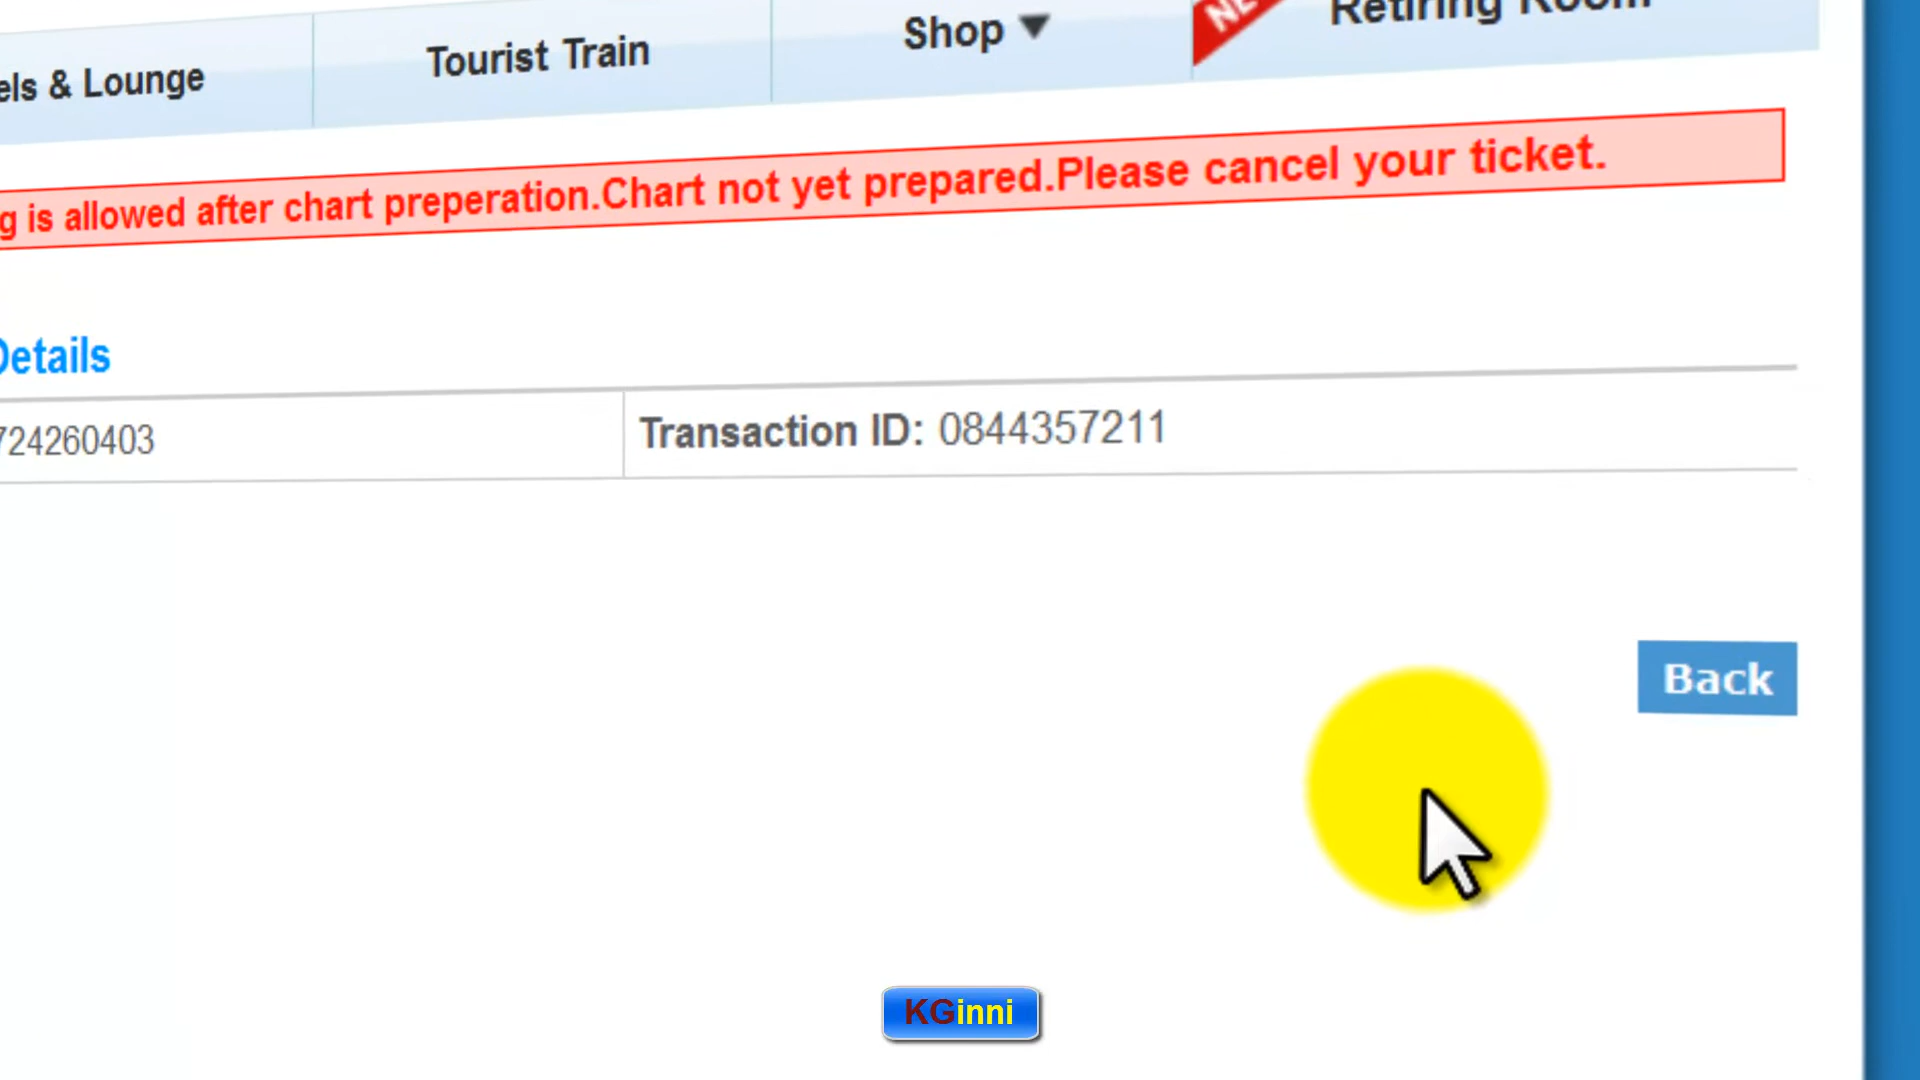 els & Lounge Tourist Train Shop NE Retiring Room
g is allowed after chart preperation.Chart not yet prepared.Please cancel your ticket.
Details
724260403 Transaction ID: 0844357211
Back
KGinni